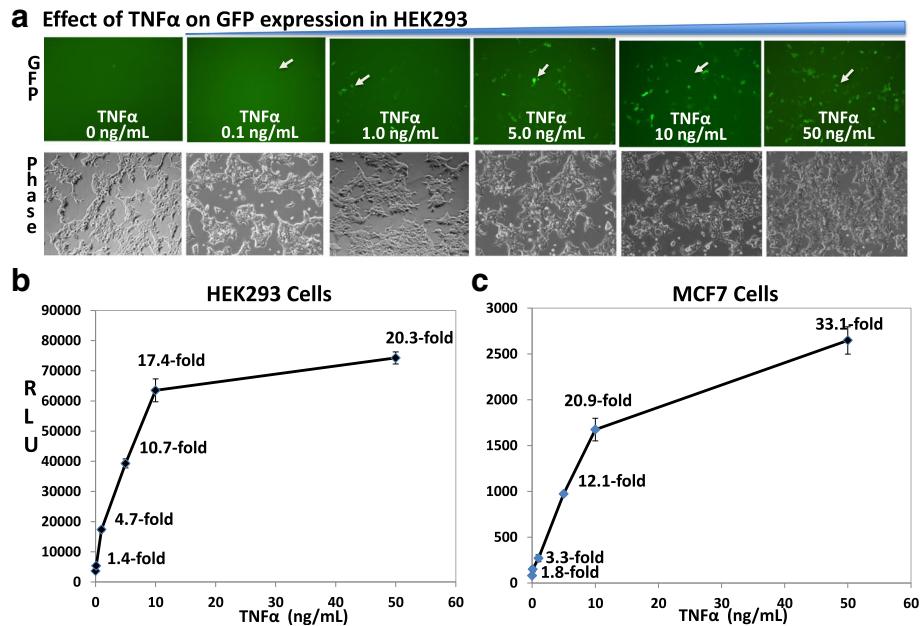 a Effect of TNFα on GFP expression in HEK293
GFP
TNFα
0 ng/mL
TNFα
0.1 ng/mL
TNFα
1.0 ng/mL
TNFα
5.0 ng/mL
TNFα
10 ng/mL
TNFα
50 ng/mL
Phase
b
HEK293 Cells
90000
80000
70000
60000
50000
40000
30000
20000
10000
0
RLU
1.4-fold
4.7-fold
10.7-fold
17.4-fold
20.3-fold
0 10 20 30 40 50 60
TNFα (ng/mL)
c
MCF7 Cells
3000
2500
2000
1500
1000
500
0
1.8-fold
3.3-fold
12.1-fold
20.9-fold
33.1-fold
0 10 20 30 40 50 60
TNFα (ng/mL)